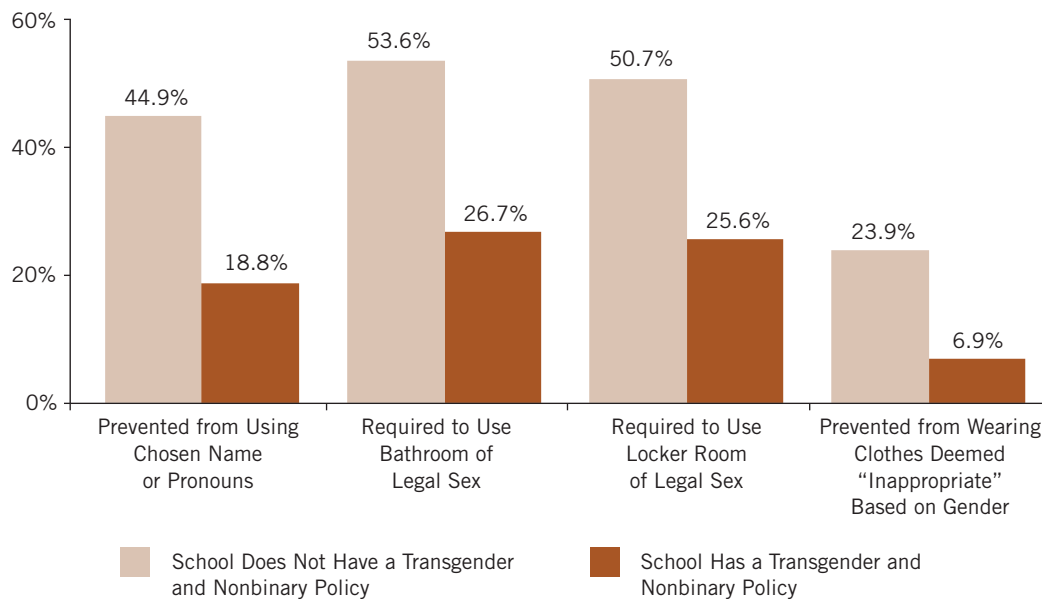 60%
53.6%
50.7%
44.9%
40%
26.7%
25.6%
23.9%
18.8%
20%
6.9%
0%
Prevented from Using
Chosen Name
or Pronouns
Required to Use
Bathroom of
Legal Sex
Required to Use
Locker Room
of Legal Sex
Prevented from Wearing
Clothes Deemed
“Inappropriate”
Based on Gender
School Does Not Have a Transgender
and Nonbinary Policy
School Has a Transgender and
Nonbinary Policy